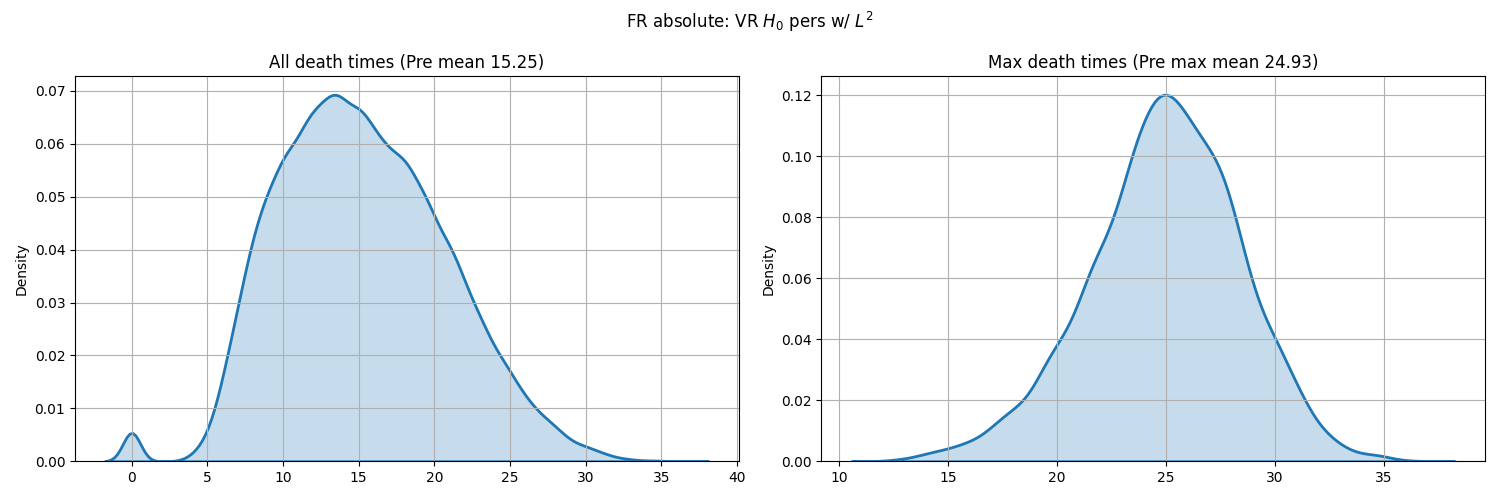 FR absolute: VR $H_0$ pers w/ $L^2$
All death times (Pre mean 15.25)
Density
0.07
0.06
0.05
0.04
0.03
0.02
0.01
0.00
0 5 10 15 20 25 30 35 40
Max death times (Pre max mean 24.93)
Density
0.12
0.10
0.08
0.06
0.04
0.02
0.00
10 15 20 25 30 35